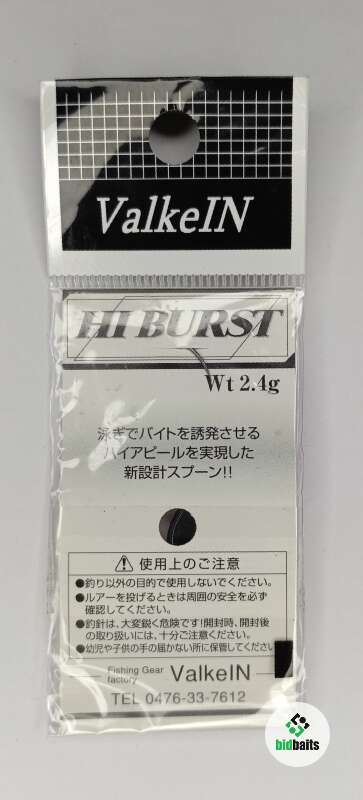 ValkeIN
HI BURST
Wt 2.4g
泳ぎでバイトを誘発させる
ハイアピールを実現した
新設計スプーン!!
⚠ 使用上のご注意
●釣り以外の目的で使用しないでください。
●ルアーを投げるときは周囲の安全を必ず
確認してください。
●釣針は、大変鋭く危険です!開封時、開封後
の取り扱いには、十分ご注意ください。
●幼児や子供の手の届かない所に保管してください
Fishing Gear
factory
ValkeIN
TEL 0476-33-7612
bidbaits